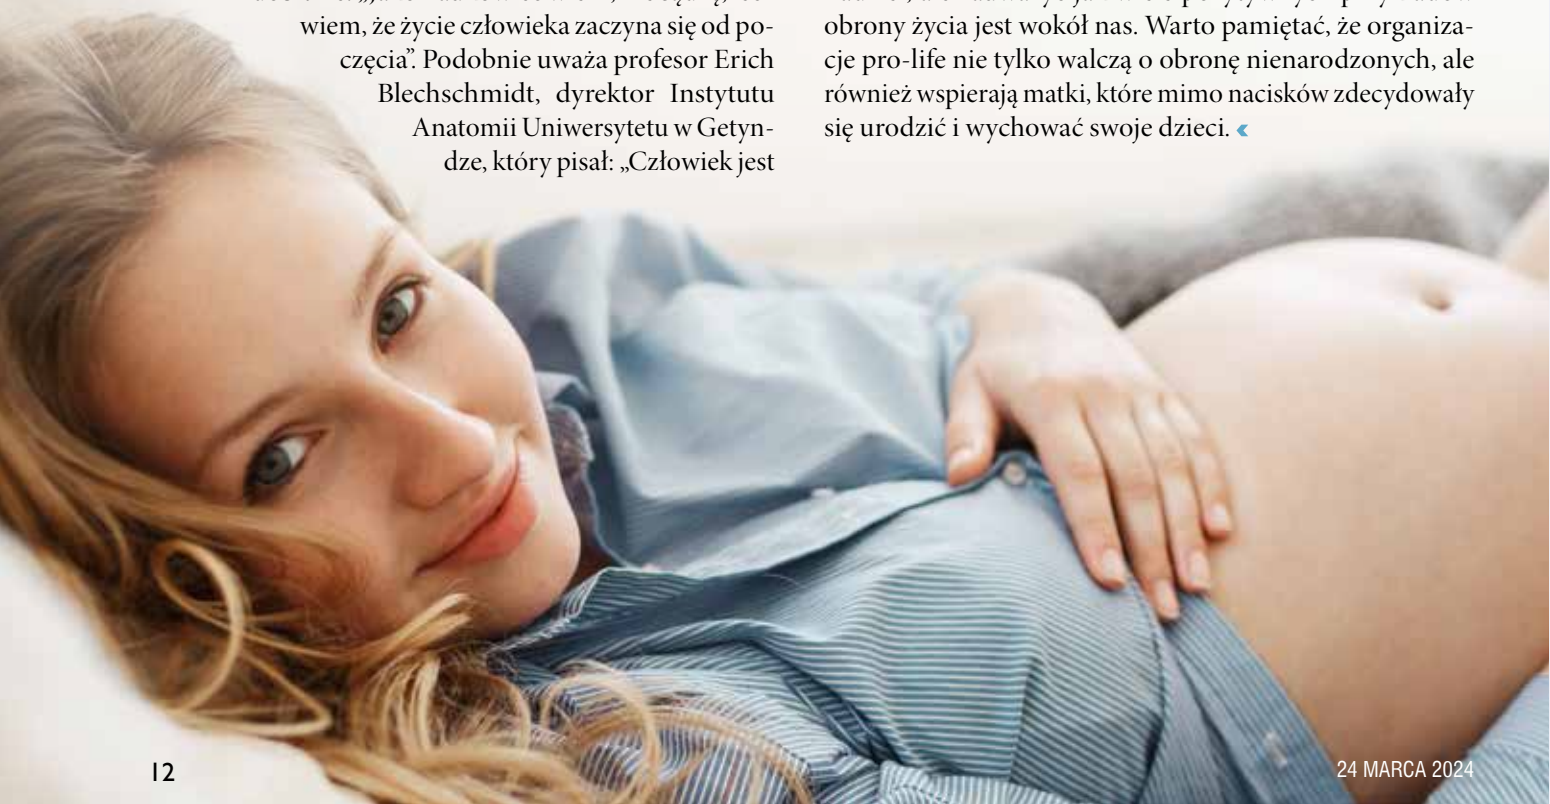 wiem, że życie człowieka zaczyna się od po-
częcia”. Podobnie uważa profesor Erich
Blechschmidt, dyrektor Instytutu
Anatomii Uniwersytetu w Getyn-
dze, który pisał: „Człowiek jest
obrony życia jest wokół nas. Warto pamiętać, że organiza-
cje pro-life nie tylko walczą o obronę nienarodzonych, ale
również wspierają matki, które mimo nacisków zdecydowały
się urodzić i wychować swoje dzieci.
12
24 MARCA 2024